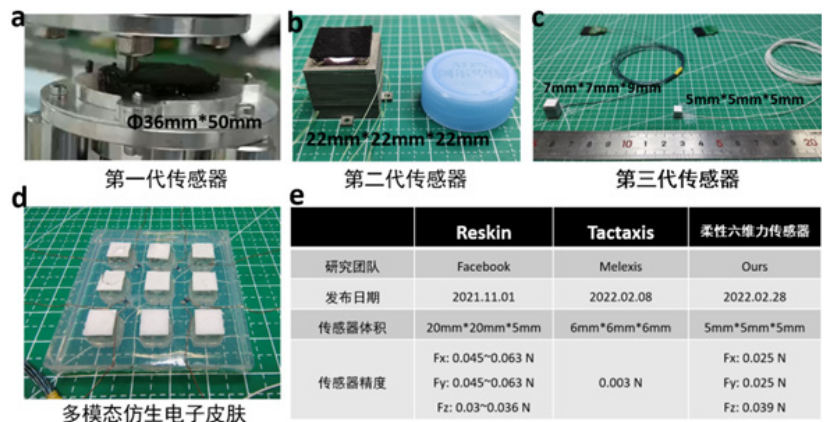 a
Φ36mm*50mm
第一代传感器
b
22mm*22mm*22mm
第二代传感器
c
7mm*7mm*9mm
5mm*5mm*5mm
第三代传感器
d
多模态仿生电子皮肤
e
Reskin Tactaxis 柔性六维力传感器
研究团队 Facebook Melexis Ours
发布日期 2021.11.01 2022.02.08 2022.02.28
传感器体积 20mm*20mm*5mm 6mm*6mm*6mm 5mm*5mm*5mm
传感器精度
Fx: 0.045~0.063 N Fx: 0.025 N
Fy: 0.045~0.063 N 0.003 N Fy: 0.025 N
Fz: 0.03~0.036 N Fz: 0.039 N